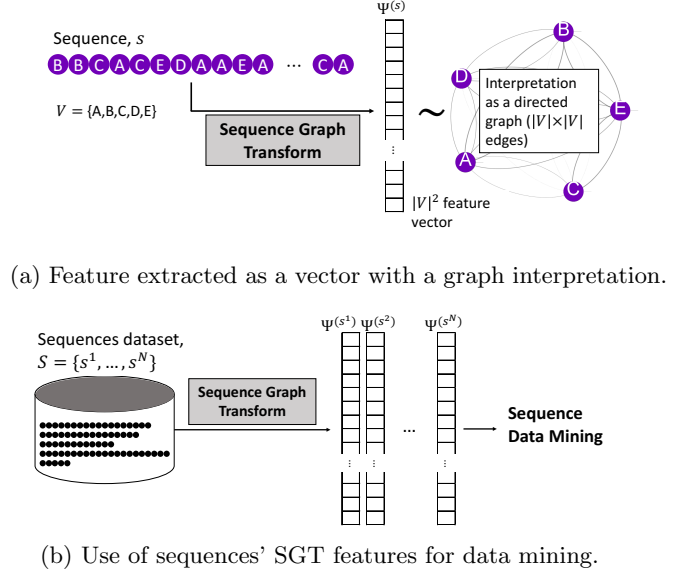 Ψ(s)
Sequence, s
B B C A C E D A A E A ... C A
V = {A,B,C,D,E}
Sequence Graph
Transform
⋮
|V|² feature
vector
~
B
D
E
A
C
Interpretation
as a directed
graph (|V|×|V|
edges)
(a) Feature extracted as a vector with a graph interpretation.
Sequences dataset,
S = {s¹, ..., sᴺ}
Sequence Graph
Transform
Ψ(s¹) Ψ(s²) Ψ(sᴺ)
⋮ ⋮ ... ⋮
Sequence
Data Mining
(b) Use of sequences' SGT features for data mining.